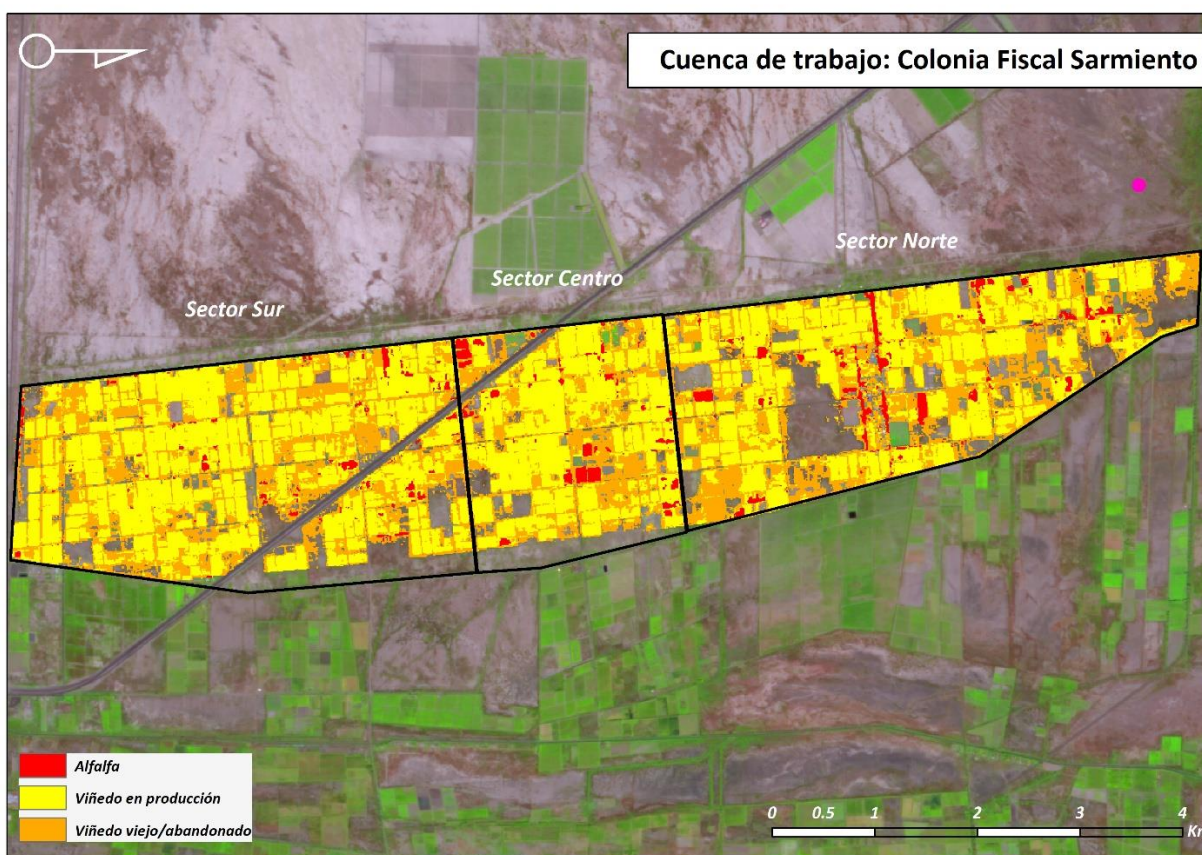 Cuenca de trabajo: Colonia Fiscal Sarmiento
Sector Norte
Sector Centro
Sector Sur
Alfalfa
Viñedo en producción
Viñedo viejo/abandonado
0 0.5 1 2 3 4
Km